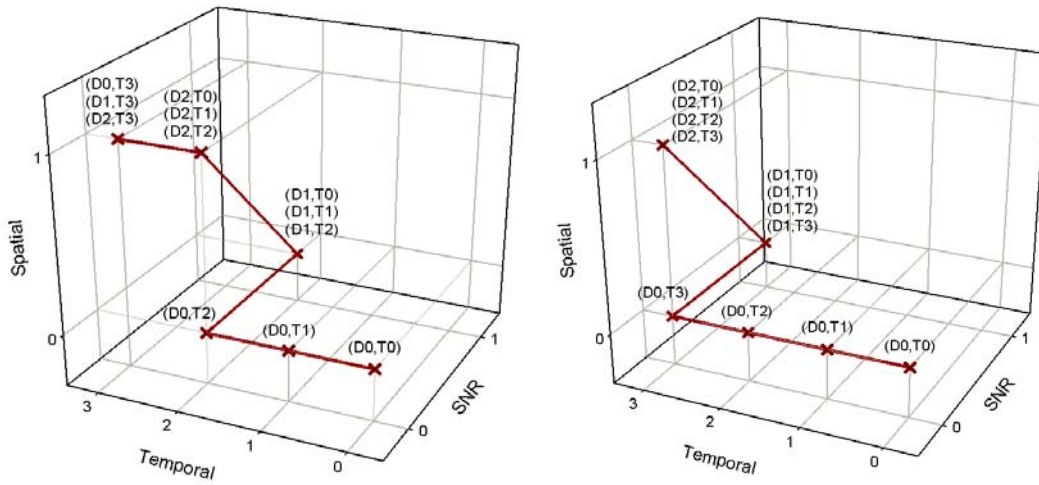 (D0,T3)
(D1,T3)
(D2,T3)
(D2,T0)
(D2,T1)
(D2,T2)
(D1,T0)
(D1,T1)
(D1,T2)
(D0,T2)
(D0,T1)
(D0,T0)
1
0
Spatial
3
2
1
0
Temporal
0
1
SNR
(D2,T0)
(D2,T1)
(D2,T2)
(D2,T3)
(D1,T0)
(D1,T1)
(D1,T2)
(D1,T3)
(D0,T3)
(D0,T2)
(D0,T1)
(D0,T0)
1
0
Spatial
3
2
1
0
Temporal
0
1
SNR